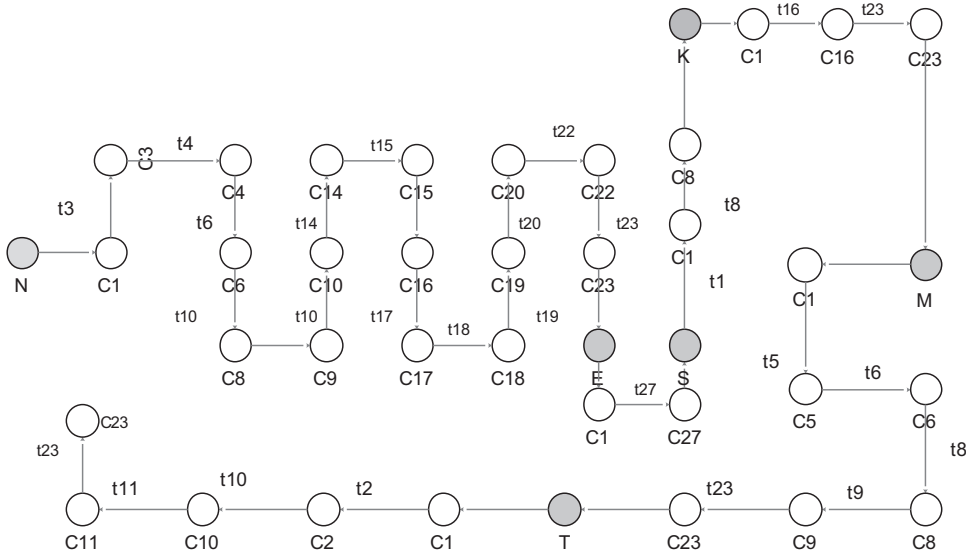 t16 t23
K C1 C16 C23
t22
t4 t15
C3
C4 C14 C15 C20 C22 C8
t3 t6 t14 t20 t23 t8
N C1 C6 C10 C16 C19 C23 C1
t1
C1 M
t10 t10 t17 t18 t19
C8 C9 C17 C18 E S
t5 t6
t27
C23 C1 C27 C5 C6
t23 t8
t11 t10 t2 t23 t9
C11 C10 C2 C1 T C23 C9 C8